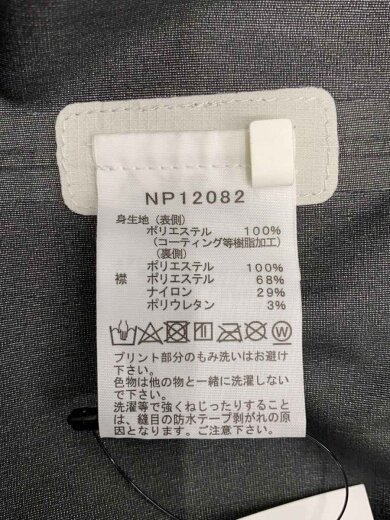 NP12082
身生地(表側)
ポリエステル 100%
(コーティング等樹脂加工)
(裏側)
ポリエステル 100%
襟 ポリエステル 68%
ナイロン 29%
ポリウレタン 3%
W
プリント部分のもみ洗いはお避け
下さい。
色物は他の物と一緒に洗濯しない
で下さい。
洗濯等で強くねじったりすること
は、縫目の防水テープ剥がれの原
因となります。ご注意下さい。